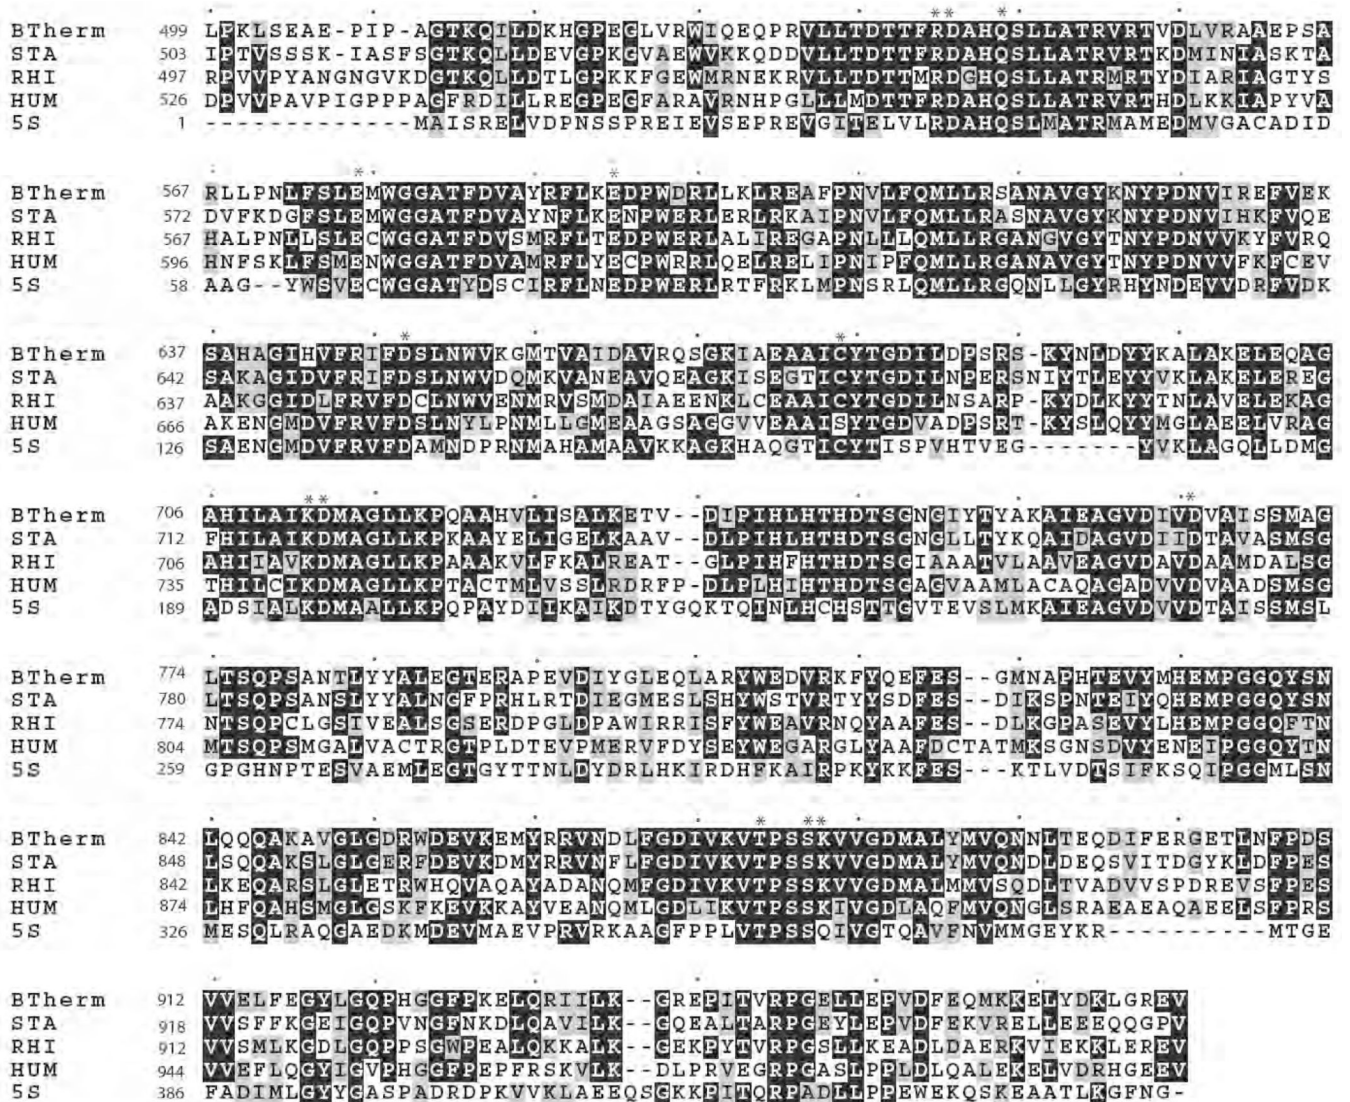 BTherm 499 LPKLSEAE-PIP-AGTKQILDKHGPEGLVRWIQEQPRVLLTDTTFRDAHQSLLATRVRTVDLVRAAEPSA
STA 503 IPTVSSSSK-IASFSGTKQLLDEVGPKGVAEWVKKQDDVLLTDTTFRDAHQSLLATRVRTKDMINIASKTA
RHI 497 RPVVPYANGNGVKDGTKQLLDTLGPKKFGEWMRNEKRVLLTDTTMRDGHQSLLATRMRTYDIARIAGTYS
HUM 526 DPVVPAVPIGPPPAGFRDILLREGPEGFARAVRNHPGLLLMDTTFRDAHQSLLATRVRTHDLKKIAPYVA
5S 1 -------------MAISRELVDPNSSPREIEVSEPREVGITELVLRDAHQSLMATRMAMEDMVGACADID
BTherm 567 RLLPNLFSLEMWGGATFDVAYRFLKEDPWDRLLKLREAFPNVLFQMLLRSANAVGYKNYPDNVIREFVEK
STA 572 DVFKDGFSLEMWGGATFDVAYNFLKENPWERLERLRKAIPNVLFQMLLRASNAVGYKNYPDNVIHKFVQE
RHI 567 HALPNLLSLECWGGATFDVSMRFLTEDPWERLALIREGAPNLLLQMLLRGANGVGYTNYPDNVVKYFVRQ
HUM 596 HNFSKLFSMENWGGATFDVAMRFLYECPWRRLQELRELIPNIPFQMLLRGANAVGYTNYPDNVVFKFCEV
5S 58 AAG--YWSVECWGGATYDSCIRFLNEDPWERLRTFRKLMPNSRLQMLLRGQNLLGYRHYNDEVVDRFVDK
BTherm 637 SAHAGIHVFRIFDSLNWVKGMTVAIDAVRQSGKIAEAAICYTGDILDPSRS-KYNLDYYKALAKELEQAG
STA 642 SAKAGIDVFRIFDSLNWVDQMKVANEAVQEAGKISEGTICYTGDILNPERSNIYTLEYYVKLAKELEREG
RHI 637 AAKGGIDLFRVFDCLNWVENMRVSMDAIAEENKLCEAAICYTGDILNSARP-KYDLKYYTNLAVELEKAG
HUM 666 AKENGMDVFRVFDSLNYLPNMLLGMEAAGSAGGVVEAAISYTGDVADPSRT-KYSLQYYMGLAEELVRAG
5S 126 SAENGMDVFRVFDAMNDPRNMAHAMAAVKKAGKHAQGTICYTISPVHTVEG-------YVKLAGQLLDMG
BTherm 706 AHILAIKDMAGLLKPQAAHVLISALKETV--DIPIHLHTHDTSGNGIYTYAKAIEAGVDIVDVAISSMAG
STA 712 FHILAIKDMAGLLKPKAAYELIGELKAAV--DLPIHLHTHDTSGNGLLTYKQAIDAGVDIIDTAVASMSG
RHI 706 AHIIAVKDMAGLLKPAAAKVLFKALREAT--GLPIHFHTHDTSGIAAATVLAAVEAGVDAVDAAMDALSG
HUM 735 THILCIKDMAGLLKPTACTMLVSSLRDRFP-DLPLHIHTHDTSGAGVAAMLACAQAGADVVDVAADSMSG
5S 189 ADSIALKDMAALLKPQPAYDIIKAIKDTYGQKTQINLHCHSTTGVTEVSLMKAIEAGVDVVDTAISSMSL
BTherm 774 LTSQPSANTLYYALEGTERAPEVDIYGLEQLARYWEDVRKFYQEFES--GMNAPHTEVYMHEMPGGQYSN
STA 780 LTSQPSANSLYYALNGFPRHLRTDIEGMESLSHYWSTVRTYYSDFES--DIKSPNTEIYQHEMPGGQYSN
RHI 774 NTSQPCLGSIVEALSGSERDPGLDPAWIRRISFYWEAVRNQYAAFES--DLKGPASEVYLHEMPGGQFTN
HUM 804 MTSQPSMGALVACTRGTPLDTEVPMERVFDYSEYWEGARGLYAAFDCTATMKSGNSDVYENEIPGGQYTN
5S 259 GPGHNPTESVAEMLEGTGYTTNLDYDRLHKIRDHFKAIRPKYKKFES---KTLVDTSIFKSQIPGGMLSN
BTherm 842 LQQQAKAVGLGDRWDEVKEMYRRVNDLFGDIVKVTPSSKVVGDMALYMVQNNLTEQDIFERGETLNFPDS
STA 848 LSQQAKSLGLGERFDEVKDMYRRVNFLFGDIVKVTPSSKVVGDMALYMVQNDLDEQSVITDGYKLDFPES
RHI 842 LKEQARSLGLETRWHQVAQAYADANQMFGDIVKVTPSSKVVGDMALMMVSQDLTVADVVSPDREVSFPES
HUM 874 LHFQAHSMGLGSKFKEVKKAYVEANQMLGDLIKVTPSSKIVGDLAQFMVQNGLSRAEAEAQAEELSFPRS
5S 326 MESQLRAQGAEDKMDEVMAEVPRVRKAAGFPPLVTPSSQIVGTQAVFNVMMGEYKR----------MTGE
BTherm 912 VVELFEGYLGQPHGGFPKELQRIILK--GREPITVRPGELLEPVDFEQMKKELYDKLGREV
STA 918 VVSFFKGEIGQPVNGFNKDLQAVILK--GQEALTARPGEYLEPVDFEKVRELLEEEQQGPV
RHI 912 VVSMLKGDLGQPPSGWPEALQKKALK--GEKPYTVRPGSLLKEADLDAERKVIEKKLEREV
HUM 944 VVEFLQGYIGVPHGGFPEPFRSKVLK--DLPRVEGRPGASLPPLDLQALEKELVDRHGEEV
5S 386 FADIMLGYYGASPADRDPKVVKLAEEQSGKKPITQRPADLLPPEWEKQSKEAATLKGFNG-